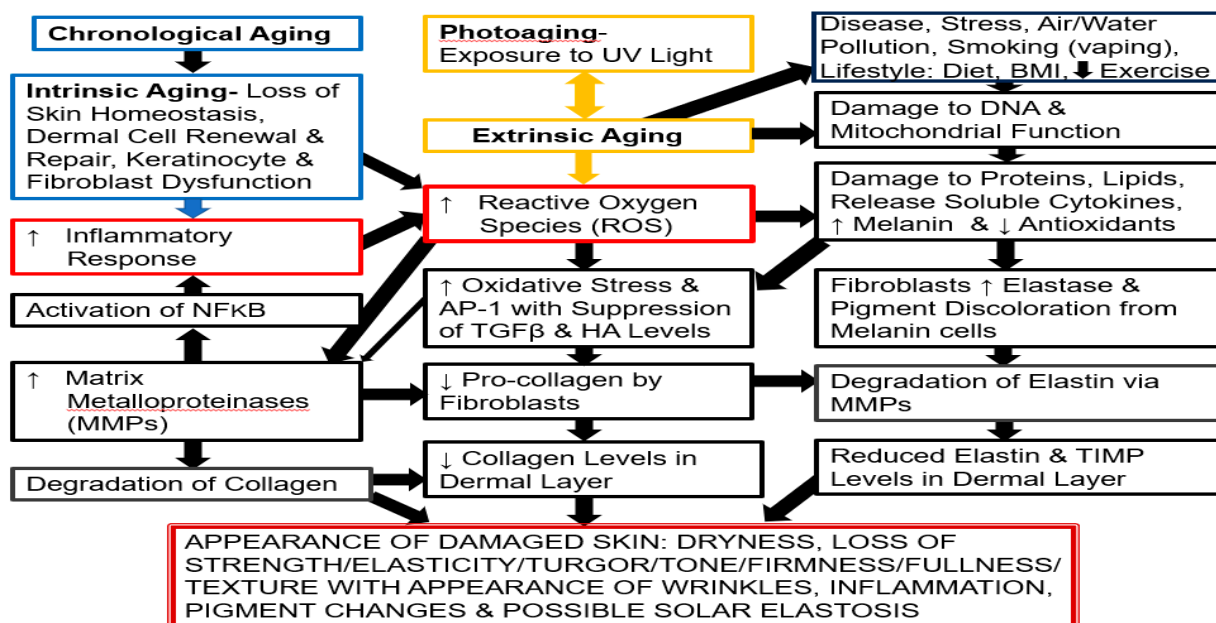 Chronological Aging
Intrinsic Aging- Loss of
Skin Homeostasis,
Dermal Cell Renewal &
Repair, Keratinocyte &
Fibroblast Dysfunction
↑ Inflammatory
Response
Activation of NFκB
↑ Matrix
Metalloproteinases
(MMPs)
Degradation of Collagen
Photoaging-
Exposure to UV Light
Extrinsic Aging
↑ Reactive Oxygen
Species (ROS)
↑ Oxidative Stress &
AP-1 with Suppression
of TGFβ & HA Levels
↓ Pro-collagen by
Fibroblasts
↓ Collagen Levels in
Dermal Layer
Disease, Stress, Air/Water
Pollution, Smoking (vaping),
Lifestyle: Diet, BMI, ⬇ Exercise
Damage to DNA &
Mitochondrial Function
Damage to Proteins, Lipids,
Release Soluble Cytokines,
↑ Melanin & ↓ Antioxidants
Fibroblasts ↑ Elastase &
Pigment Discoloration from
Melanin cells
Degradation of Elastin via
MMPs
Reduced Elastin & TIMP
Levels in Dermal Layer
APPEARANCE OF DAMAGED SKIN: DRYNESS, LOSS OF
STRENGTH/ELASTICITY/TURGOR/TONE/FIRMNESS/FULLNESS/
TEXTURE WITH APPEARANCE OF WRINKLES, INFLAMMATION,
PIGMENT CHANGES & POSSIBLE SOLAR ELASTOSIS